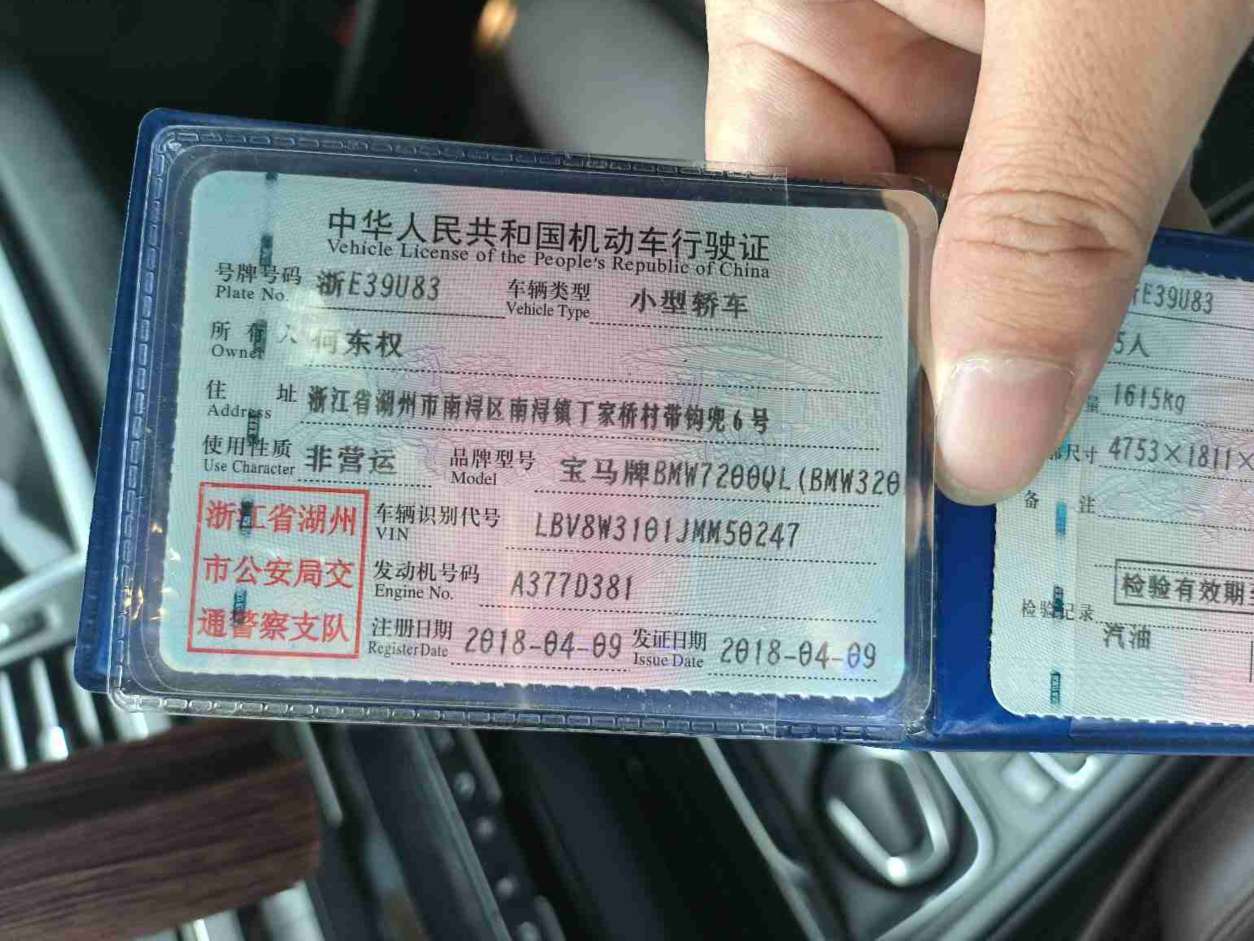 中华人民共和国机动车行驶证
Vehicle License of the People's Republic of China
号牌号码 浙E39U83 车辆类型 小型轿车
Plate No. Vehicle Type
所有人 何东权
Owner
住址 浙江省湖州市南浔区南浔镇丁家桥村带钩兜6号
Address
使用性质 非营运 品牌型号 宝马牌BMW7200QL(BMW320
Use Character Model
浙江省湖州
市公安局交
通警察支队
车辆识别代号 LBV8W3101JMM50247
VIN
发动机号码 A377D381
Engine No.
注册日期 2018-04-09 发证日期 2018-04-09
Register Date Issue Date
E39U83
5人
1615kg
尺寸 4753×1811×
备注
检验有效期
检验记录
汽油